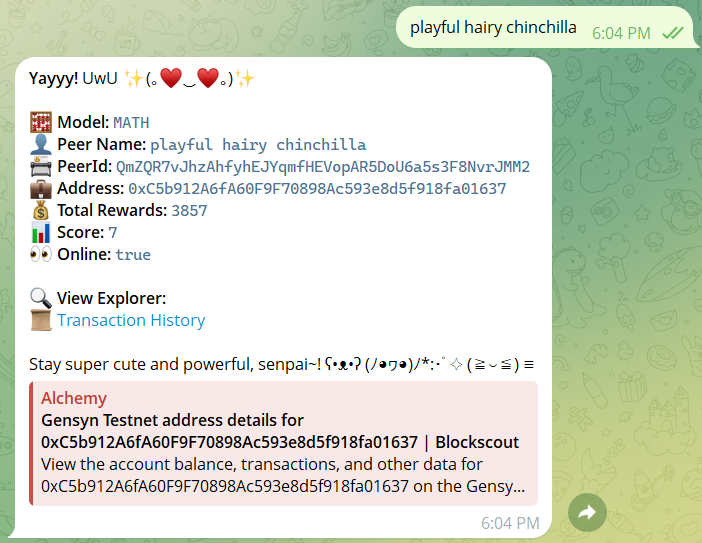 playful hairy chinchilla 6:04 PM
Yayyy! UwU ✨(｡❤️‿❤️｡)✨
🧮 Model: MATH
👤 Peer Name: playful hairy chinchilla
📇 PeerId: QmZQR7vJhzAhfyhEJYqmfHEVopAR5DoU6a5s3F8NvrJMM2
💼 Address: 0xC5b912A6fA60F9F70898Ac593e8d5f918fa01637
💰 Total Rewards: 3857
📊 Score: 7
👀 Online: true
🔍 View Explorer:
📜 Transaction History
Stay super cute and powerful, senpai~! ʕ•ᴥ•ʔ (ﾉ◕ヮ◕)ﾉ*:･ﾟ✧ (≧◡≦) ≡
Alchemy
Gensyn Testnet address details for
0xC5b912A6fA60F9F70898Ac593e8d5f918fa01637 | Blockscout
View the account balance, transactions, and other data for
0xC5b912A6fA60F9F70898Ac593e8d5f918fa01637 on the Gensy...
6:04 PM